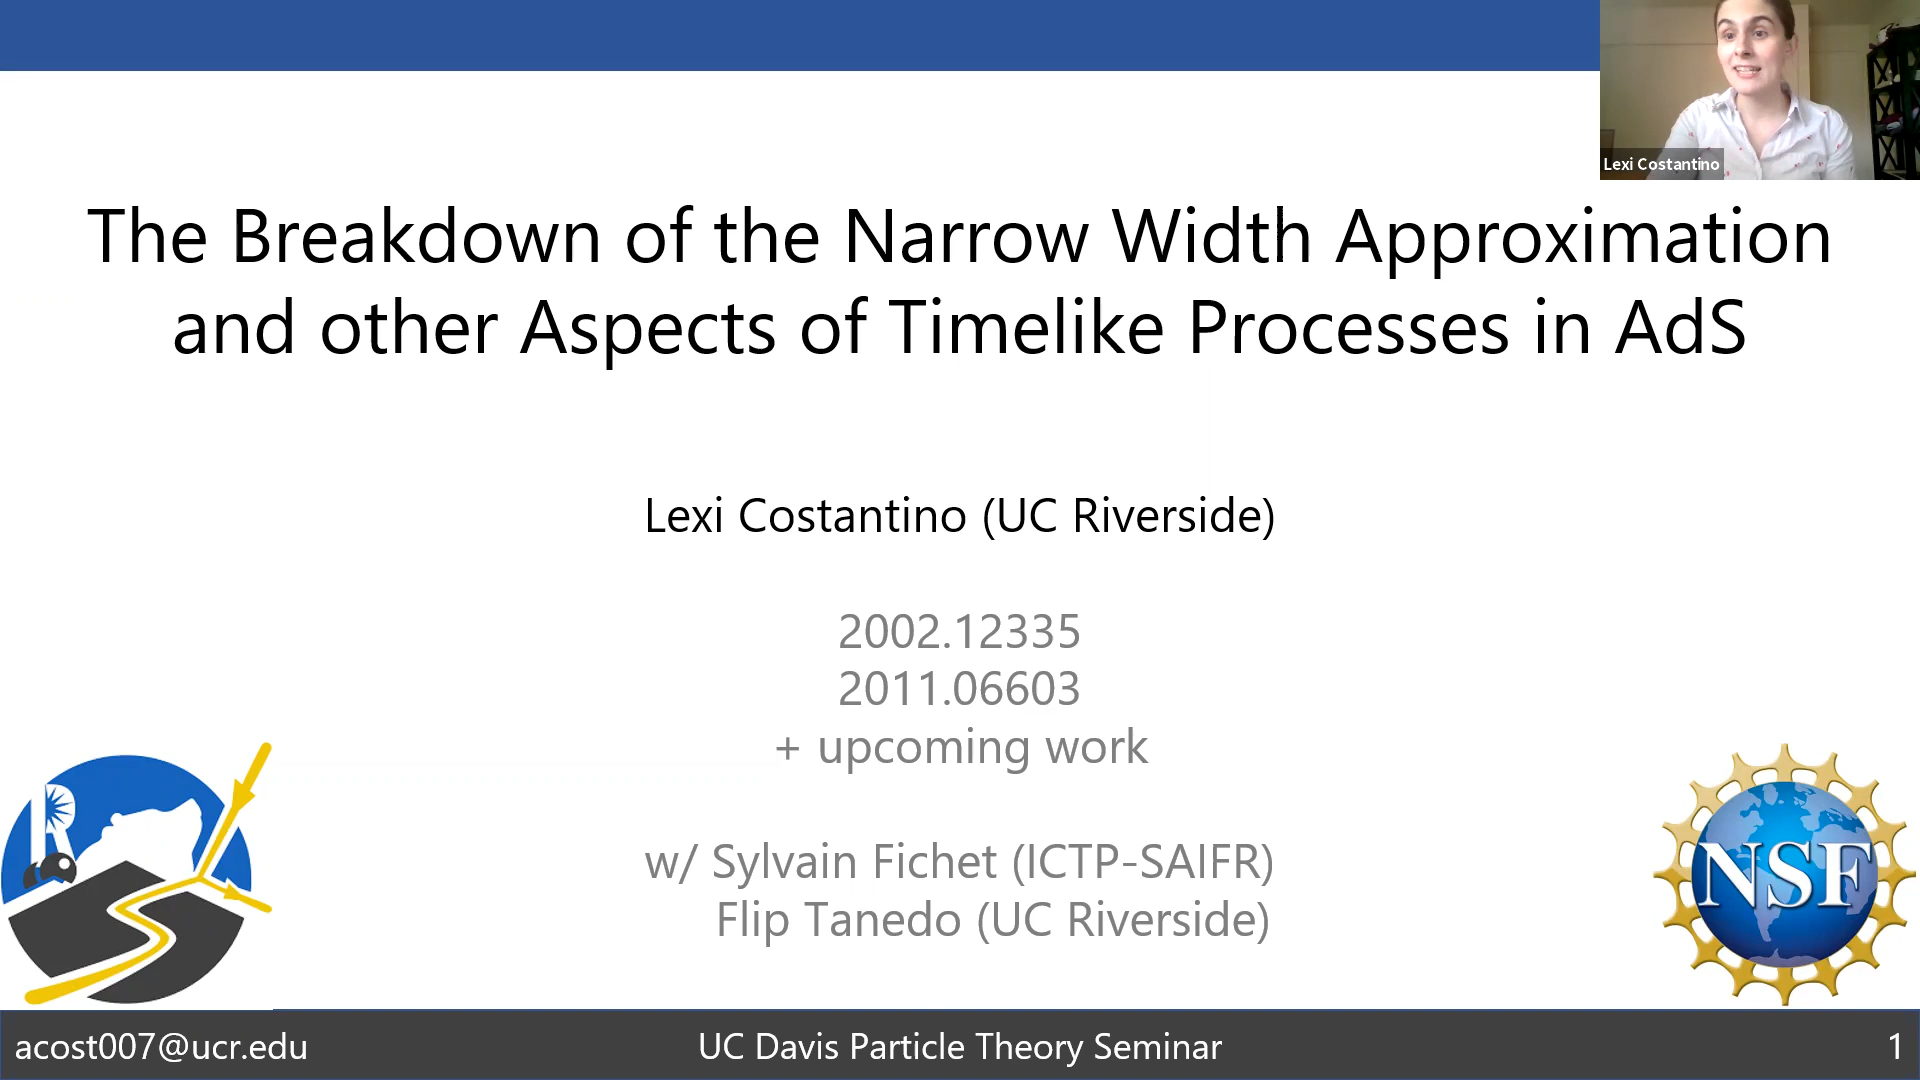 Lexi Costantino
The Breakdown of the Narrow Width Approximation
and other Aspects of Timelike Processes in AdS
Lexi Costantino (UC Riverside)
2002.12335
2011.06603
+ upcoming work
w/ Sylvain Fichet (ICTP-SAIFR)
Flip Tanedo (UC Riverside)
R
NSF
acost007@ucr.edu
UC Davis Particle Theory Seminar
1